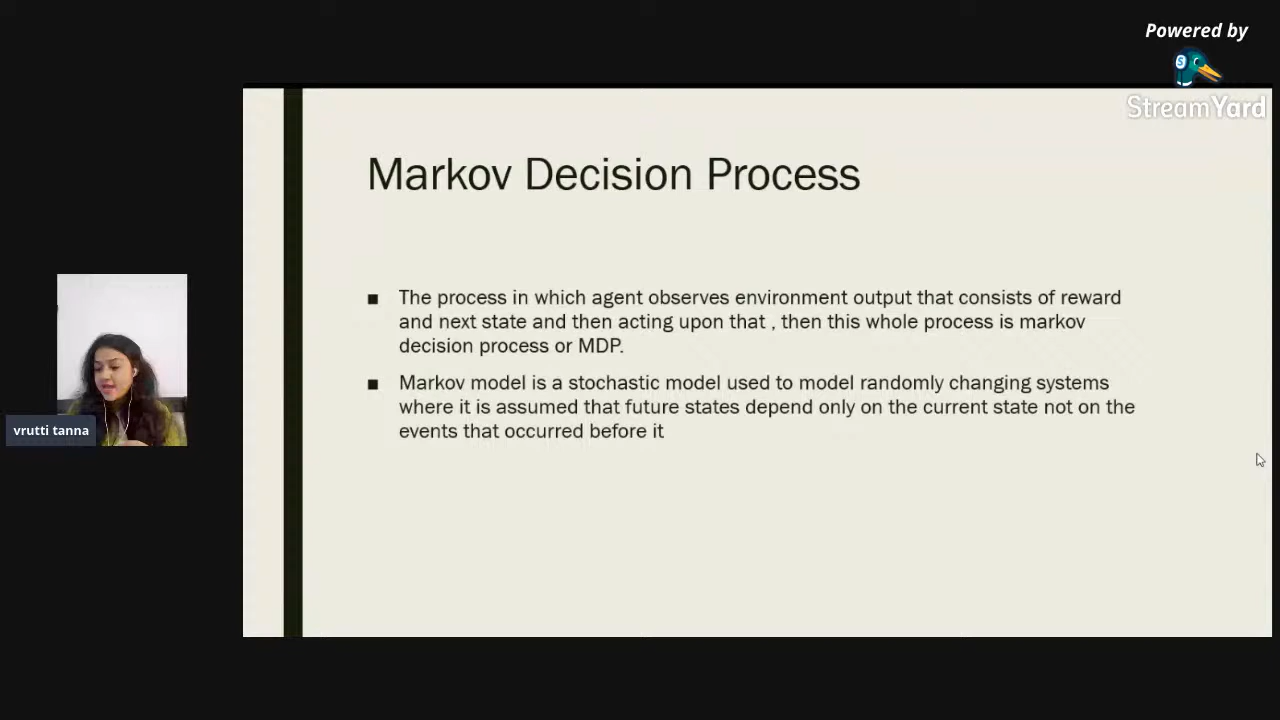 Powered by
StreamYard
Markov Decision Process
■ The process in which agent observes environment output that consists of reward
and next state and then acting upon that , then this whole process is markov
decision process or MDP.
■ Markov model is a stochastic model used to model randomly changing systems
where it is assumed that future states depend only on the current state not on the
events that occurred before it
vrutti tanna